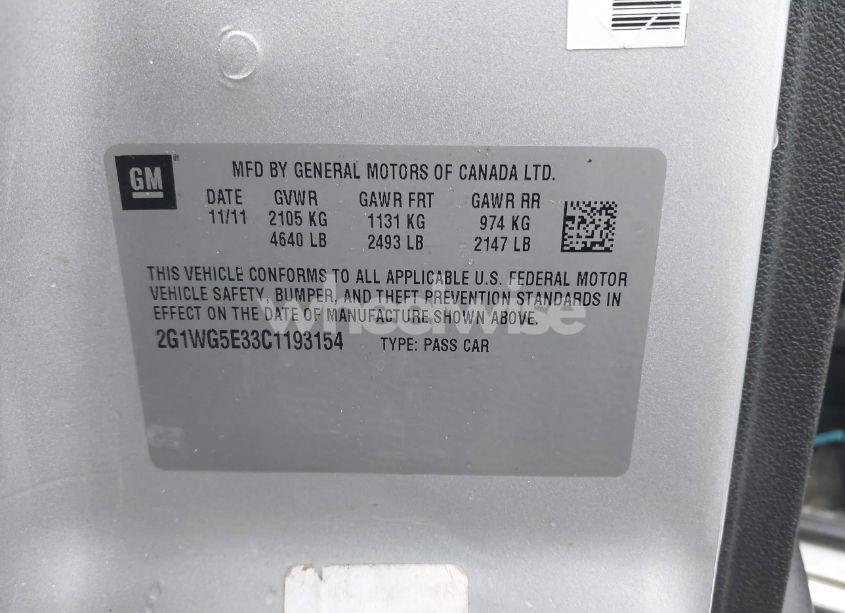 GM
MFD BY GENERAL MOTORS OF CANADA LTD.
DATE GVWR GAWR FRT GAWR RR
11/11 2105 KG 1131 KG 974 KG
4640 LB 2493 LB 2147 LB
THIS VEHICLE CONFORMS TO ALL APPLICABLE U.S. FEDERAL MOTOR
VEHICLE SAFETY, BUMPER, AND THEFT PREVENTION STANDARDS IN
EFFECT ON THE DATE OF MANUFACTURE SHOWN ABOVE.
wheelwise
2G1WG5E33C1193154 TYPE: PASS CAR